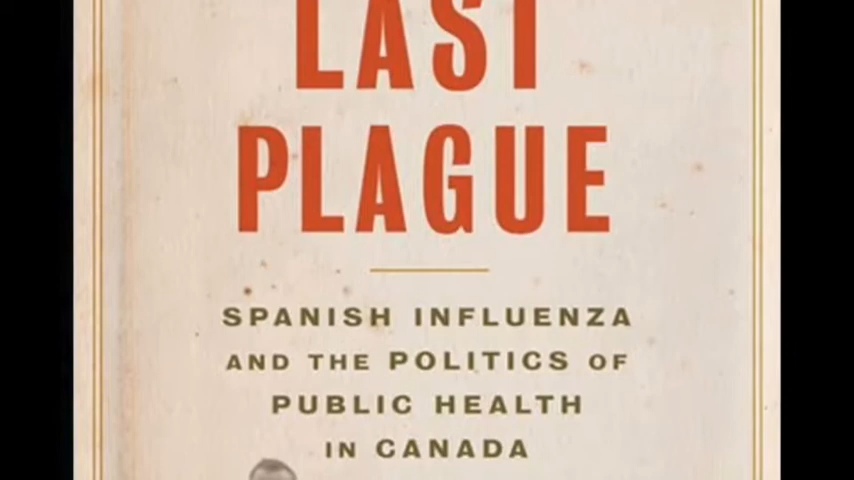 LAST
PLAGUE
SPANISH INFLUENZA
AND THE POLITICS OF
PUBLIC HEALTH
IN CANADA